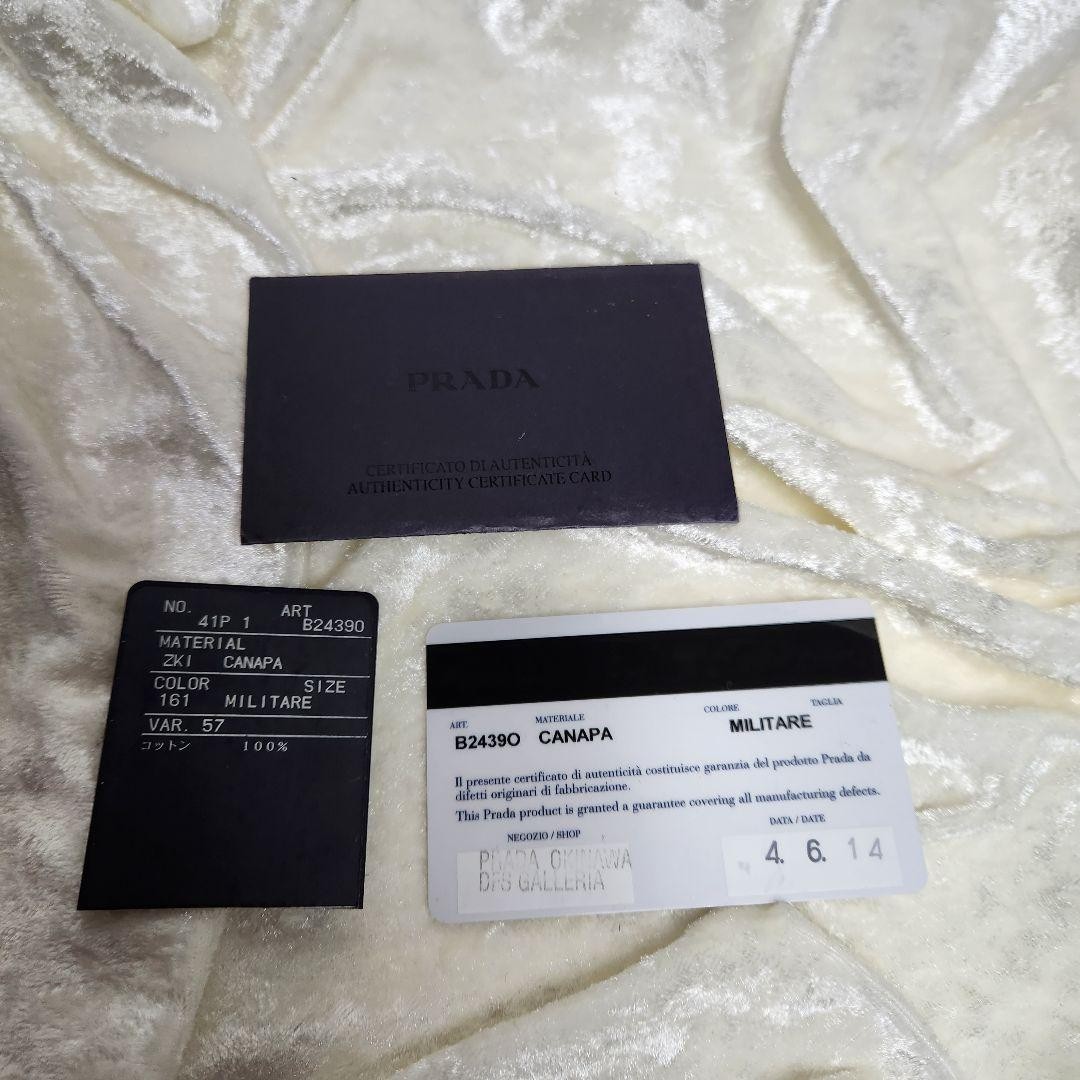 PRADA
CERTIFICATO DI AUTENTICITÀ
AUTHENTICITY CERTIFICATE CARD
NO. ART
41P 1 B24390
MATERIAL
ZKI CANAPA
COLOR SIZE
161 MILITARE
VAR. 57
コットン 100%
ART. MATERIALE COLORE TAGLIA
B2439O CANAPA MILITARE
Il presente certificato di autenticità costituisce garanzia del prodotto Prada da
difetti originari di fabbricazione.
This Prada product is granted a guarantee covering all manufacturing defects.
NEGOZIO / SHOP DATA / DATE
PRADA OKINAWA
DFS GALLERIA
4. 6. 14